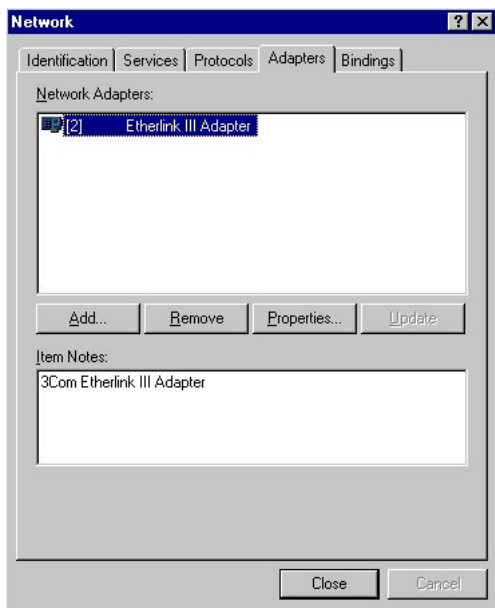 Network
Identification Services Protocols Adapters Bindings
Network Adapters:
[2] Etherlink III Adapter
Add... Remove Properties... Update
Item Notes:
3Com Etherlink III Adapter
Close Cancel